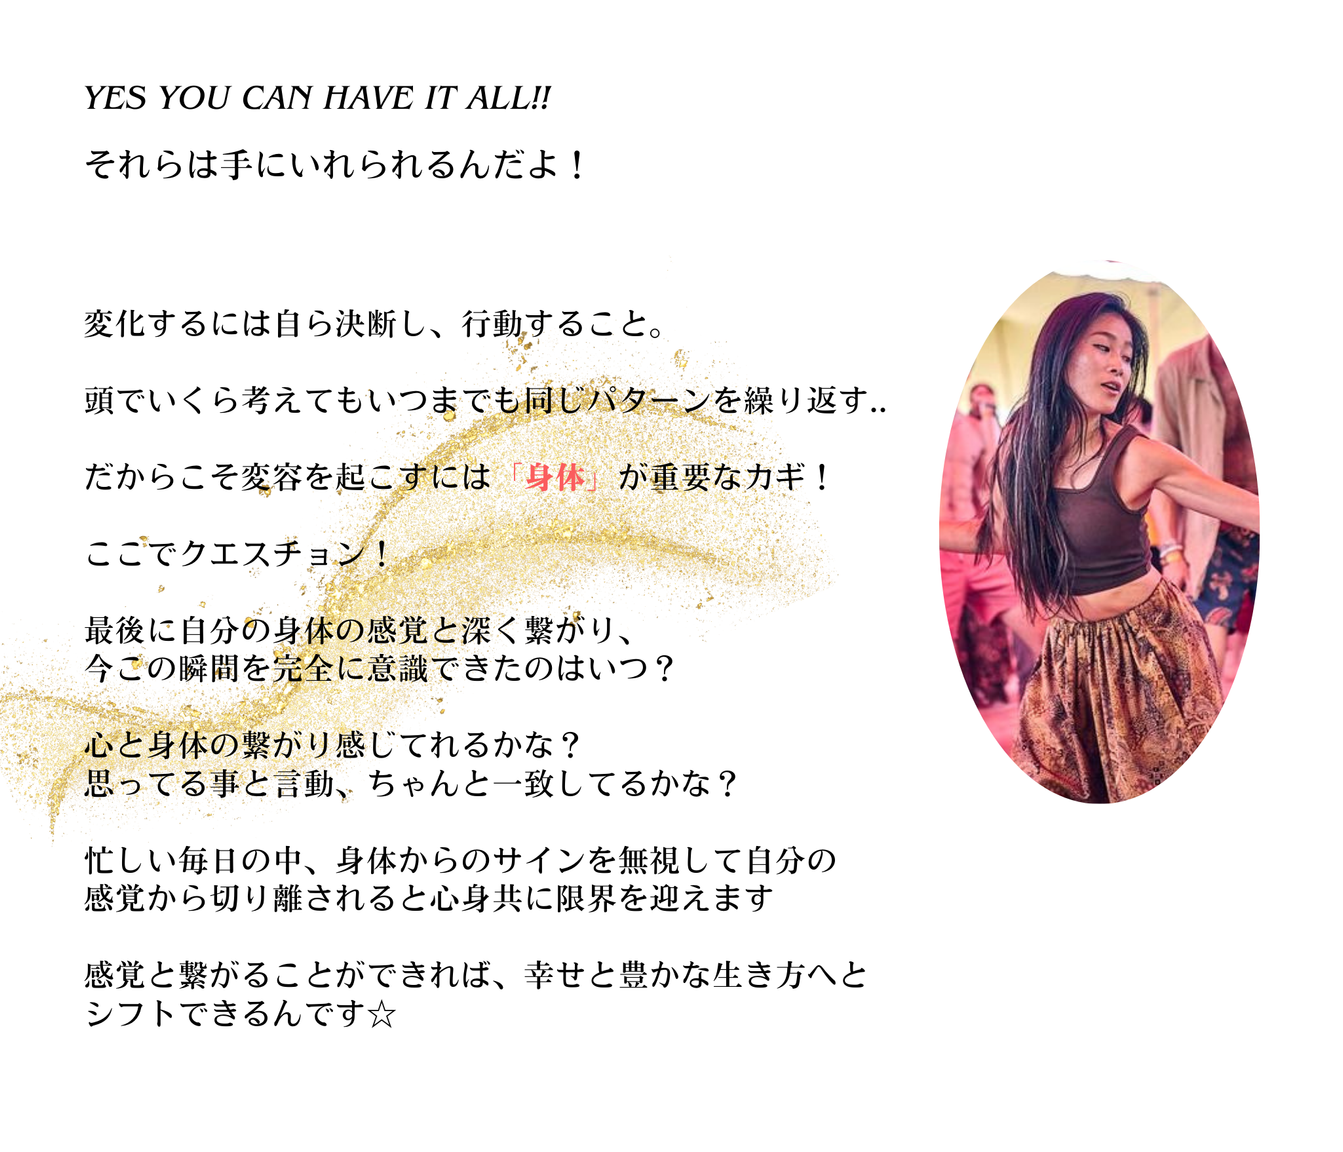 YES YOU CAN HAVE IT ALL!!
それらは手にいれられるんだよ！
変化するには自ら決断し、行動すること。
頭でいくら考えてもいつまでも同じパターンを繰り返す..
だからこそ変容を起こすには「身体」が重要なカギ！
ここでクエスチョン！
最後に自分の身体の感覚と深く繋がり、
今この瞬間を完全に意識できたのはいつ？
心と身体の繋がり感じてれるかな？
思ってる事と言動、ちゃんと一致してるかな？
忙しい毎日の中、身体からのサインを無視して自分の
感覚から切り離されると心身共に限界を迎えます
感覚と繋がることができれば、幸せと豊かな生き方へと
シフトできるんです☆